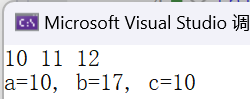 Microsoft Visual Studio 调
10 11 12
a=10, b=17, c=10